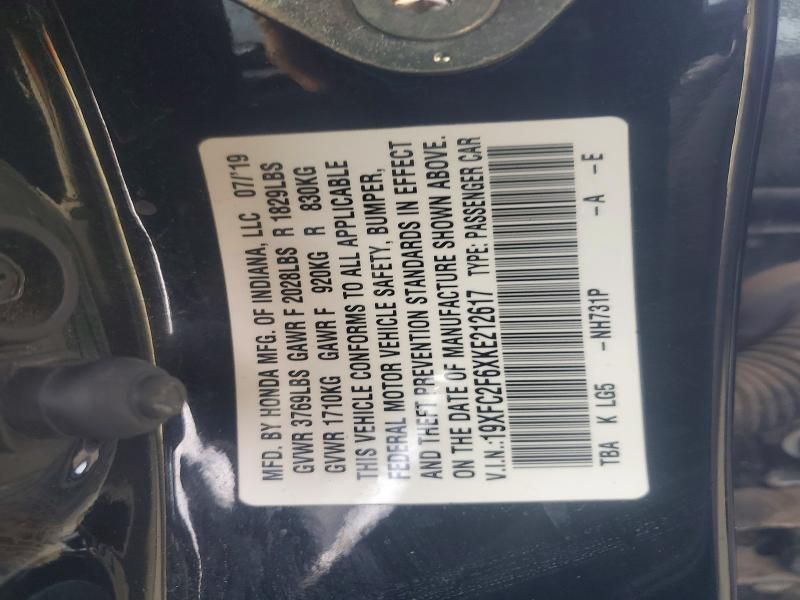 MFD. BY HONDA MFG. OF INDIANA, LLC 07/'19
GVWR 3769LBS GAWR F 2028LBS R 1829LBS
GVWR 1710KG GAWR F 920KG R 830KG
THIS VEHICLE CONFORMS TO ALL APPLICABLE
FEDERAL MOTOR VEHICLE SAFETY, BUMPER,
AND THEFT PREVENTION STANDARDS IN EFFECT
ON THE DATE OF MANUFACTURE SHOWN ABOVE.
V.I.N.:19XFC2F6XKE212617 TYPE: PASSENGER CAR
TBA K LG5 -NH731P -A -E